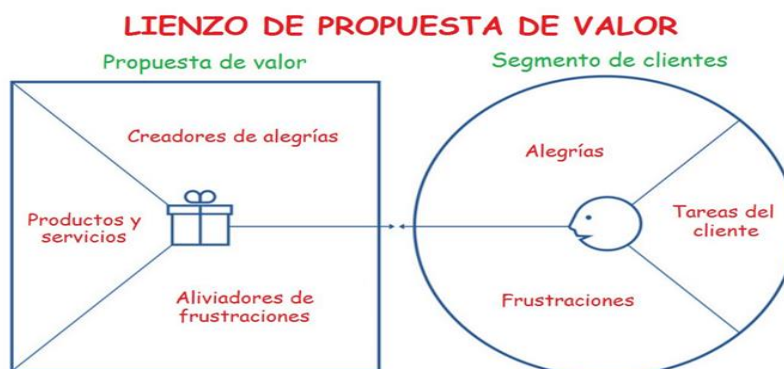 LIENZO DE PROPUESTA DE VALOR
Propuesta de valor
Segmento de clientes
Creadores de alegrías
Productos y
servicios
Aliviadores de
frustraciones
Alegrías
Tareas del
cliente
Frustraciones